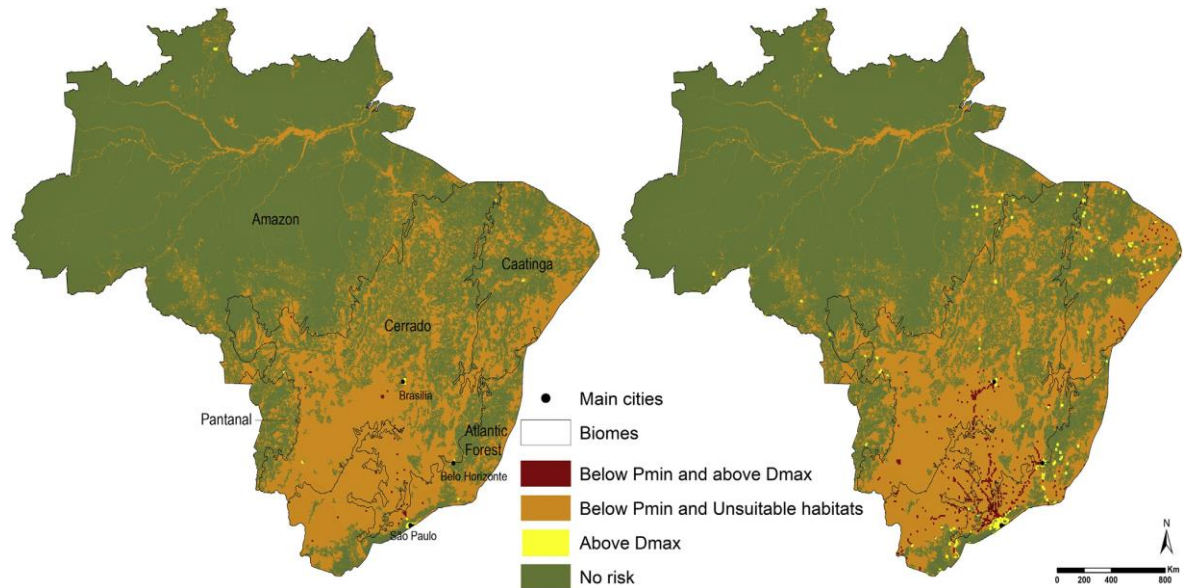 Amazon
Caatinga
Cerrado
Brasília
Pantanal
Atlantic
Forest
Belo Horizonte
São Paulo
Main cities
Biomes
Below Pmin and above Dmax
Below Pmin and Unsuitable habitats
Above Dmax
No risk
N
Km
0 200 400 800